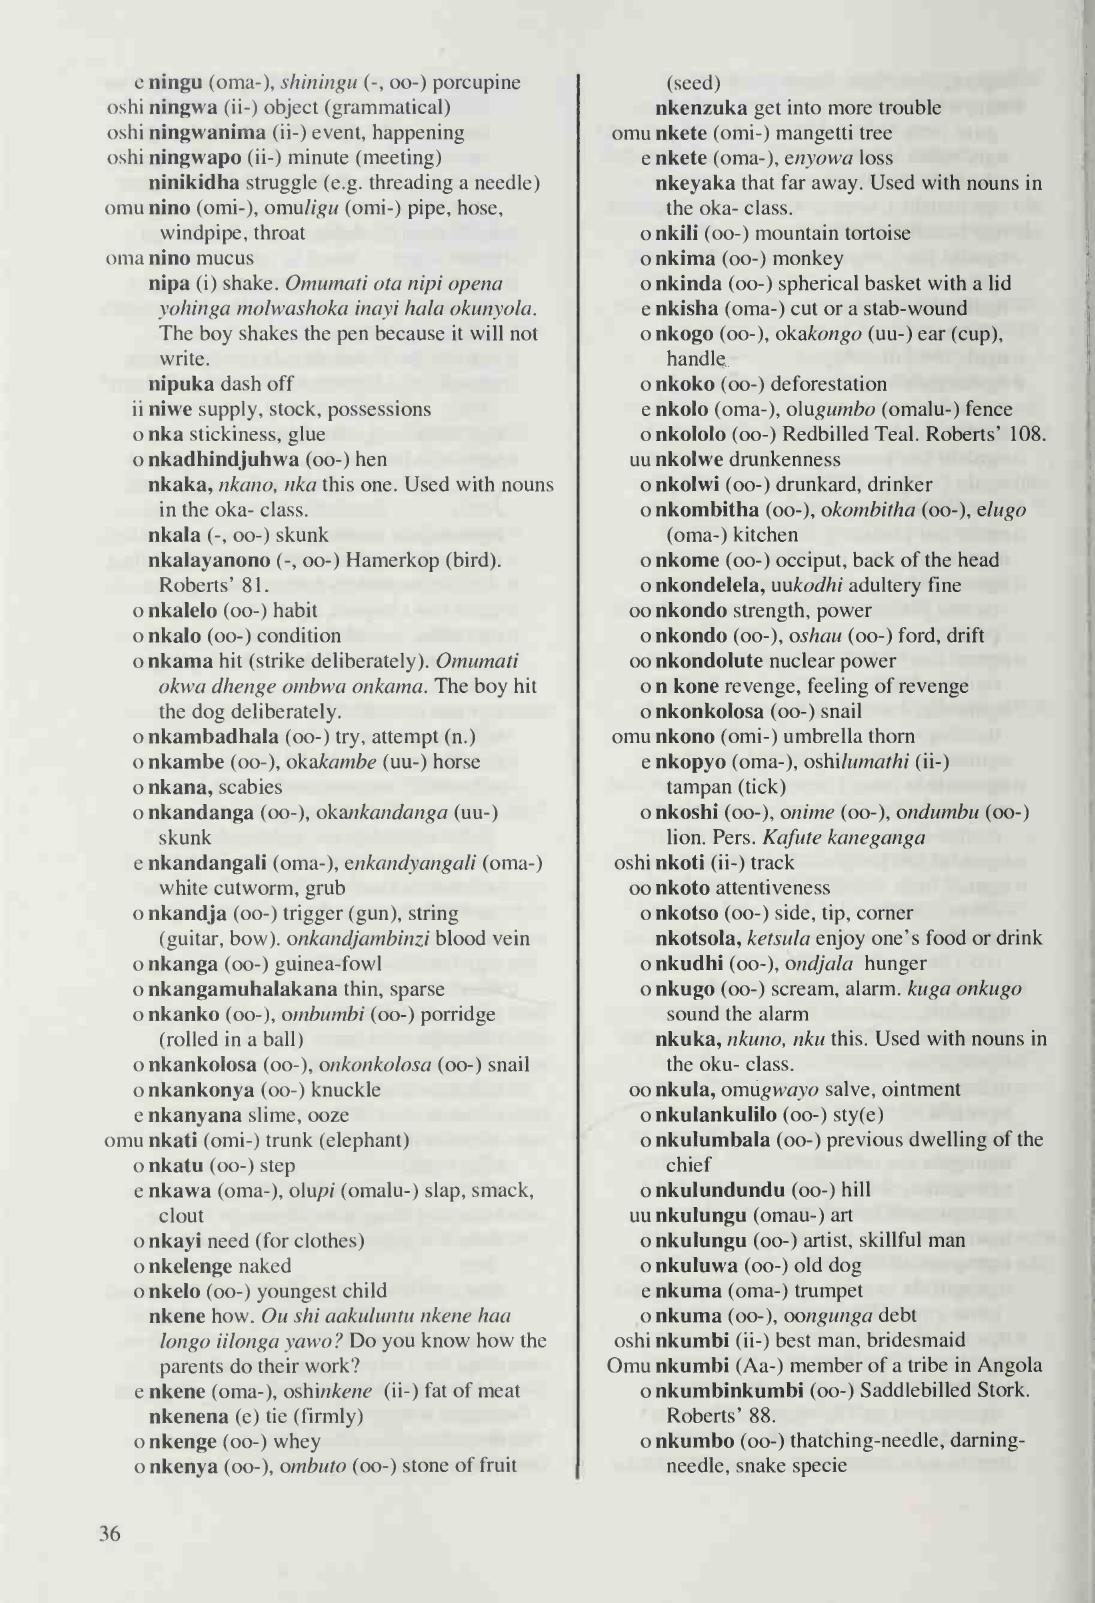 e ningu (oma-), shiningu (-, oo-) porcupine
oshi ningwa (ii-) object (grammatical)
oshi ningwanima (ii-) event, happening
oshi ningwapo (ii-) minute (meeting)
ninikidha struggle (e.g. threading a needle)
omu nino (omi-), omuligu (omi-) pipe, hose,
windpipe, throat
oma nino mucus
nipa (i) shake. Omumati ota nipi opena
yohinga molwashoka inayi hala okunyola.
The boy shakes the pen because it will not
write.
nipuka dash off
ii niwe supply, stock, possessions
o nka stickiness, glue
o nkadhindjuhwa (oo-) hen
nkaka, nkano, nka this one. Used with nouns
in the oka- class.
nkala (-, oo-) skunk
nkalayanono (-, oo-) Hamerkop (bird).
Roberts' 81.
o nkalelo (oo-) habit
o nkalo (oo-) condition
o nkama hit (strike deliberately). Omumati
okwa dhenge ombwa onkama. The boy hit
the dog deliberately.
o nkambadhala (oo-) try, attempt (n.)
o nkambe (oo-), okakambe (uu-) horse
o nkana, scabies
o nkandanga (oo-), okankandanga (uu-)
skunk
e nkandangali (oma-), enkandyangali (oma-)
white cutworm, grub
o nkandja (oo-) trigger (gun), string
(guitar, bow). onkandjambinzi blood vein
o nkanga (oo-) guinea-fowl
o nkangamuhalakana thin, sparse
o nkanko (oo-), ombumbi (oo-) porridge
(rolled in a ball)
o nkankolosa (oo-), onkonkolosa (oo-) snail
o nkankonya (oo-) knuckle
e nkanyana slime, ooze
omu nkati (omi-) trunk (elephant)
o nkatu (oo-) step
e nkawa (oma-), olupi (omalu-) slap, smack,
clout
o nkayi need (for clothes)
o nkelenge naked
o nkelo (oo-) youngest child
nkene how. Ou shi aakuluntu nkene haa
longo iilonga yawo? Do you know how the
parents do their work?
e nkene (oma-), oshinkene (ii-) fat of meat
nkenena (e) tie (firmly)
o nkenge (oo-) whey
o nkenya (oo-), ombuto (oo-) stone of fruit
(seed)
nkenzuka get into more trouble
omu nkete (omi-) mangetti tree
e nkete (oma-), enyowa loss
nkeyaka that far away. Used with nouns in
the oka- class.
o nkili (oo-) mountain tortoise
o nkima (oo-) monkey
o nkinda (oo-) spherical basket with a lid
e nkisha (oma-) cut or a stab-wound
o nkogo (oo-), okakongo (uu-) ear (cup),
handle
o nkoko (oo-) deforestation
e nkolo (oma-), olugumbo (omalu-) fence
o nkololo (oo-) Redbilled Teal. Roberts' 108.
uu nkolwe drunkenness
o nkolwi (oo-) drunkard, drinker
o nkombitha (oo-), okombitha (oo-), elugo
(oma-) kitchen
o nkome (oo-) occiput, back of the head
o nkondelela, uukodhi adultery fine
oo nkondo strength, power
o nkondo (oo-), oshau (oo-) ford, drift
oo nkondolute nuclear power
o n kone revenge, feeling of revenge
o nkonkolosa (oo-) snail
omu nkono (omi-) umbrella thorn
e nkopyo (oma-), oshilumathi (ii-)
tampan (tick)
o nkoshi (oo-), onime (oo-), ondumbu (oo-)
lion. Pers. Kafute kaneganga
oshi nkoti (ii-) track
oo nkoto attentiveness
o nkotso (oo-) side, tip, corner
nkotsola, ketsula enjoy one's food or drink
o nkudhi (oo-), ondjala hunger
o nkugo (oo-) scream, alarm. kuga onkugo
sound the alarm
nkuka, nkuno, nku this. Used with nouns in
the oku- class.
oo nkula, omugwayo salve, ointment
o nkulankulilo (oo-) sty(e)
o nkulumbala (oo-) previous dwelling of the
chief
o nkulundundu (oo-) hill
uu nkulungu (omau-) art
o nkulungu (oo-) artist, skillful man
o nkuluwa (oo-) old dog
e nkuma (oma-) trumpet
o nkuma (oo-), oongunga debt
oshi nkumbi (ii-) best man, bridesmaid
Omu nkumbi (Aa-) member of a tribe in Angola
o nkumbinkumbi (oo-) Saddlebilled Stork.
Roberts' 88.
o nkumbo (oo-) thatching-needle, darning-
needle, snake specie
36